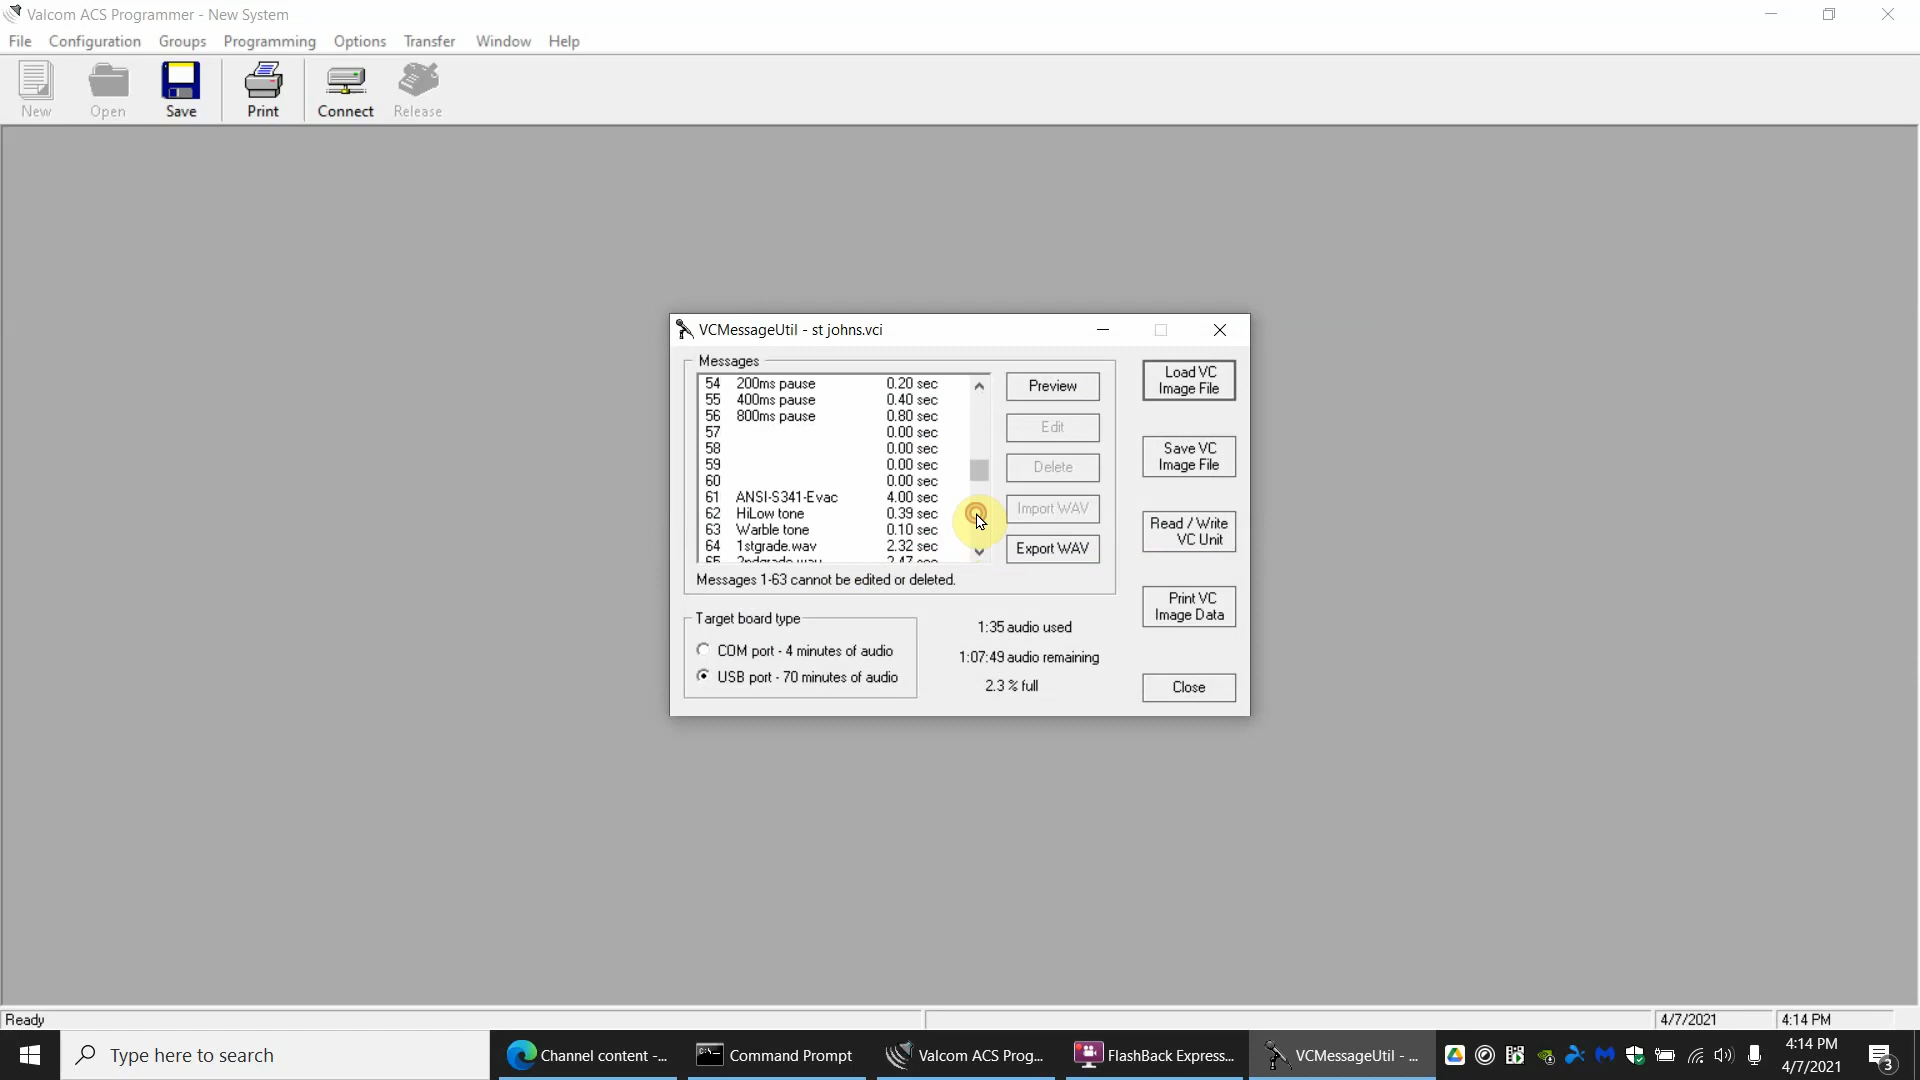 Valcom ACS Programmer - New System
File Configuration Groups Programming Options Transfer Window Help
New Open Save Print Connect Release
VCMessageUtil - st johns.vci
Messages
54 200ms pause 0.20 sec
55 400ms pause 0.40 sec
56 800ms pause 0.80 sec
57 0.00 sec
58 0.00 sec
59 0.00 sec
60 0.00 sec
61 ANSI-S341-Evac 4.00 sec
62 HiLow tone 0.39 sec
63 Warble tone 0.10 sec
64 1stgrade.wav 2.32 sec
65 2ndgrade.wav 2.47 sec
Messages 1-63 cannot be edited or deleted.
Preview
Edit
Delete
Import WAV
Export WAV
Load VC
Image File
Save VC
Image File
Read / Write
VC Unit
Print VC
Image Data
Close
Target board type
COM port - 4 minutes of audio
USB port - 70 minutes of audio
1:35 audio used
1:07:49 audio remaining
2.3 % full
Ready
4/7/2021 4:14 PM
Type here to search
Channel content -...
Command Prompt
Valcom ACS Prog...
FlashBack Express...
VCMessageUtil - ...
4:14 PM
4/7/2021
3